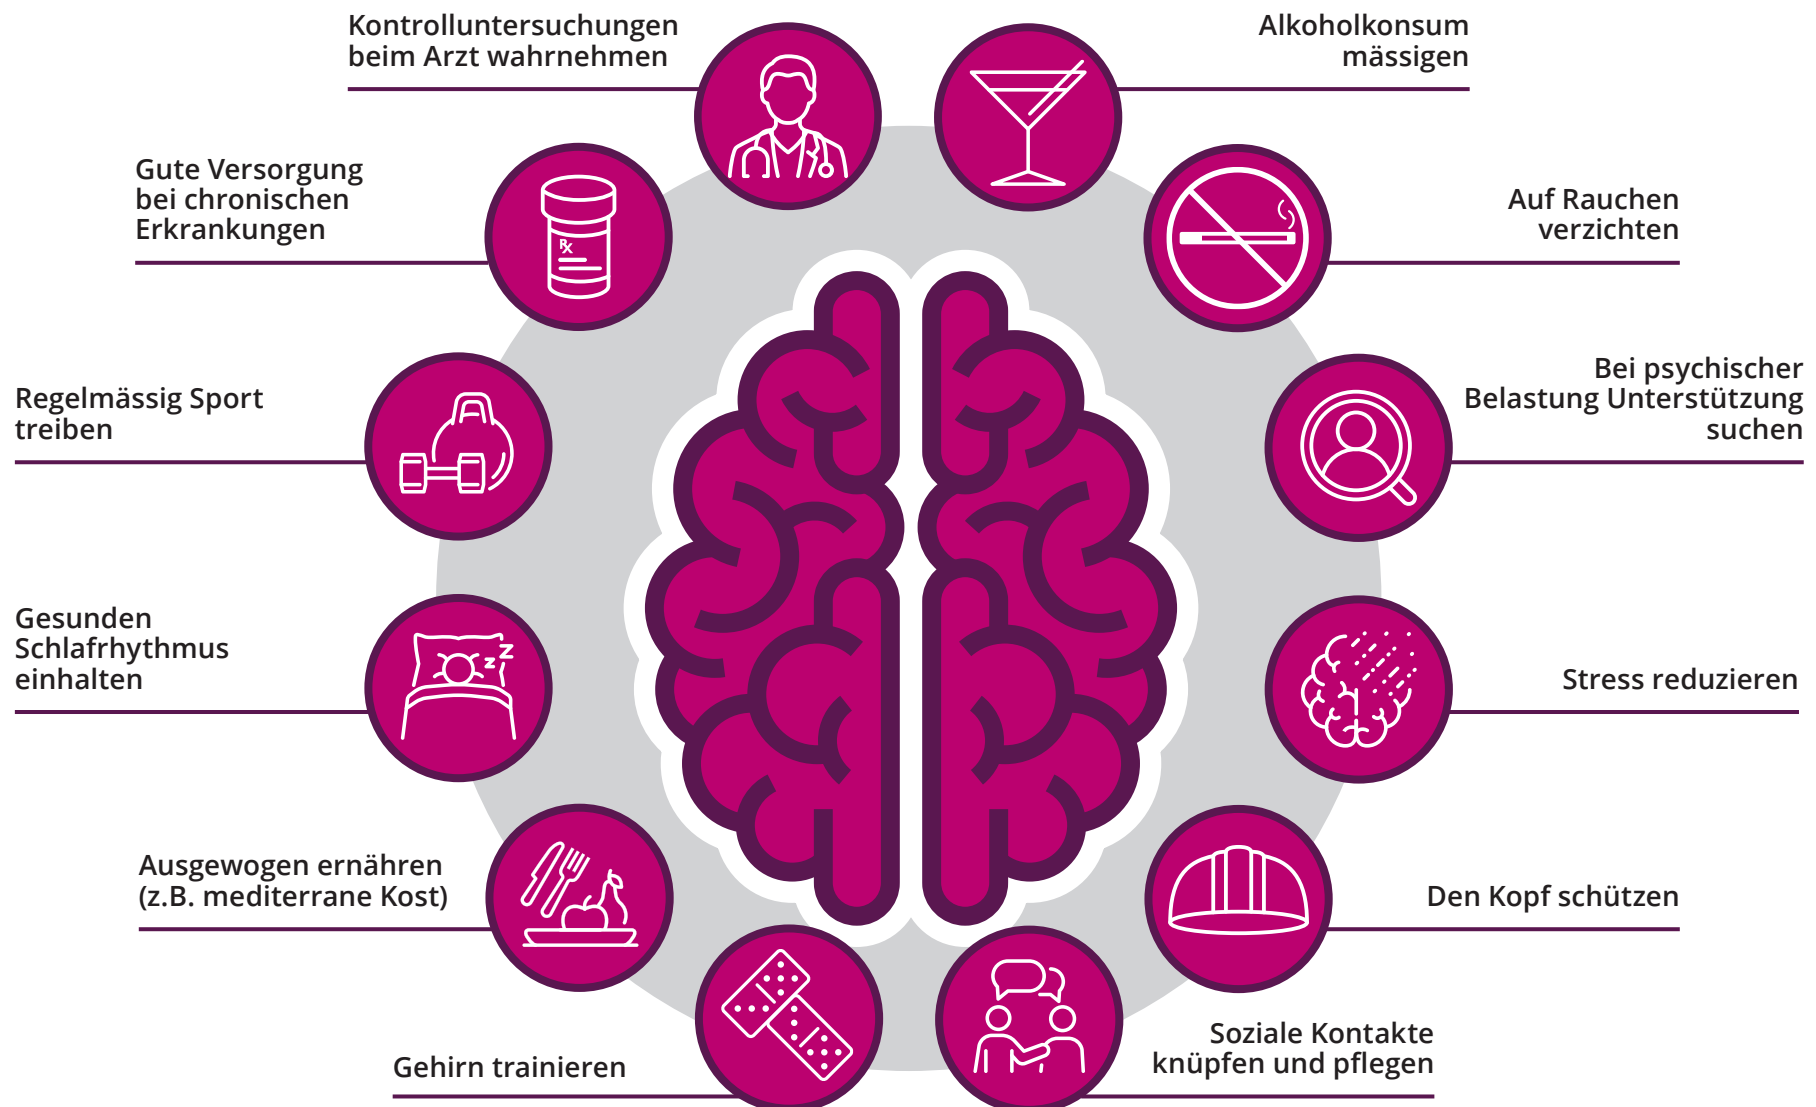 Kontrolluntersuchungen
beim Arzt wahrnehmen
Alkoholkonsum
mässigen
Gute Versorgung
bei chronischen
Erkrankungen
Auf Rauchen
verzichten
Regelmässig Sport
treiben
Bei psychischer
Belastung Unterstützung
suchen
Gesunden
Schlafrhythmus
einhalten
Stress reduzieren
Ausgewogen ernähren
(z.B. mediterrane Kost)
Den Kopf schützen
Gehirn trainieren
Soziale Kontakte
knüpfen und pflegen
Rx
z Z